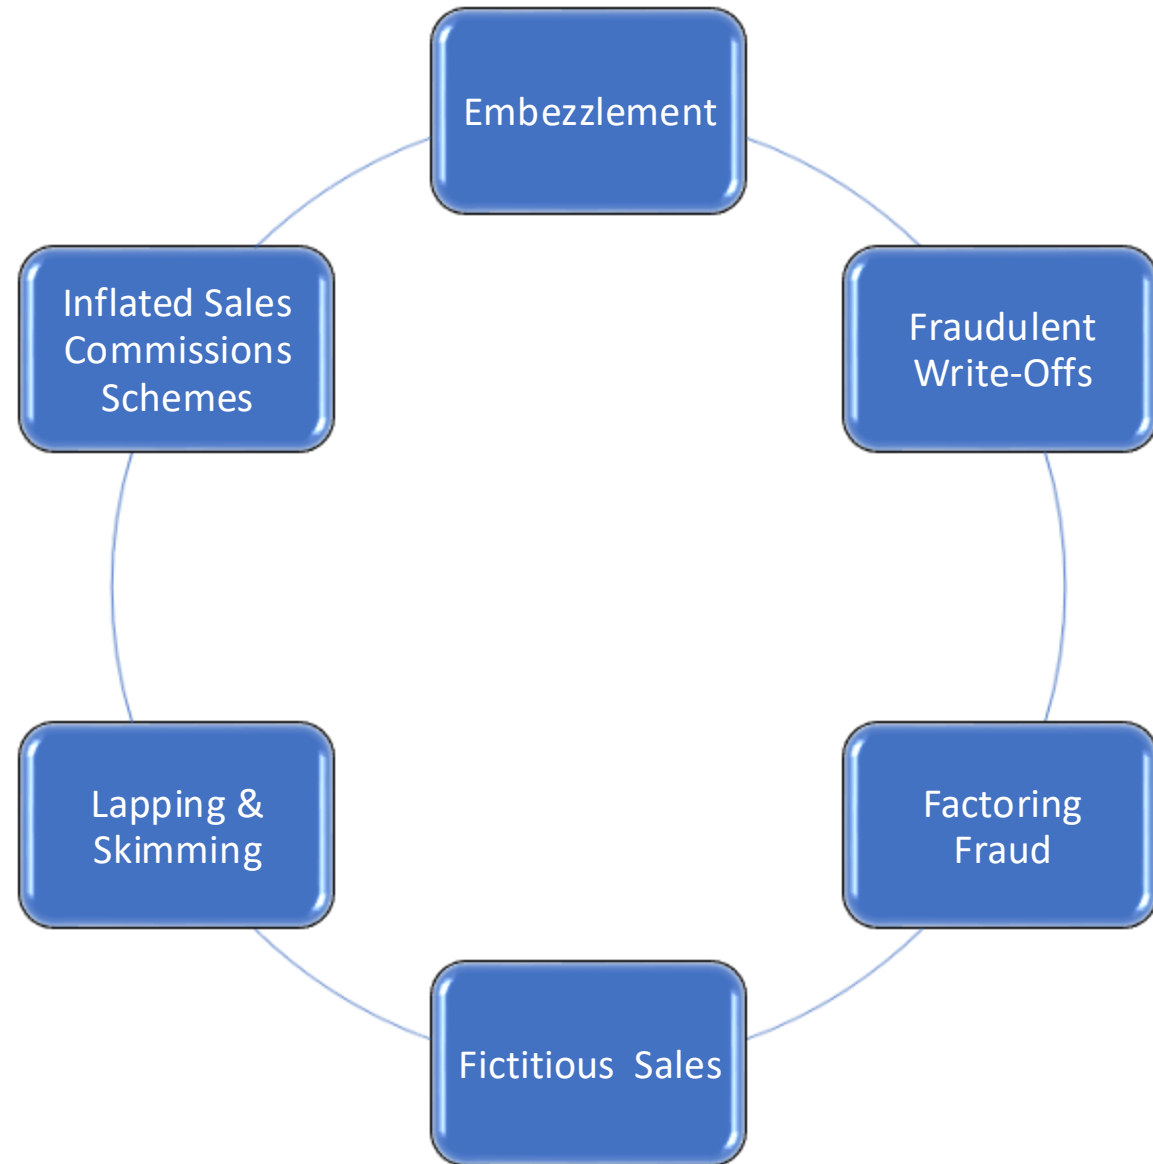 Embezzlement
Inflated Sales
Commissions
Schemes
Fraudulent
Write-Offs
Lapping &
Skimming
Factoring
Fraud
Fictitious  Sales